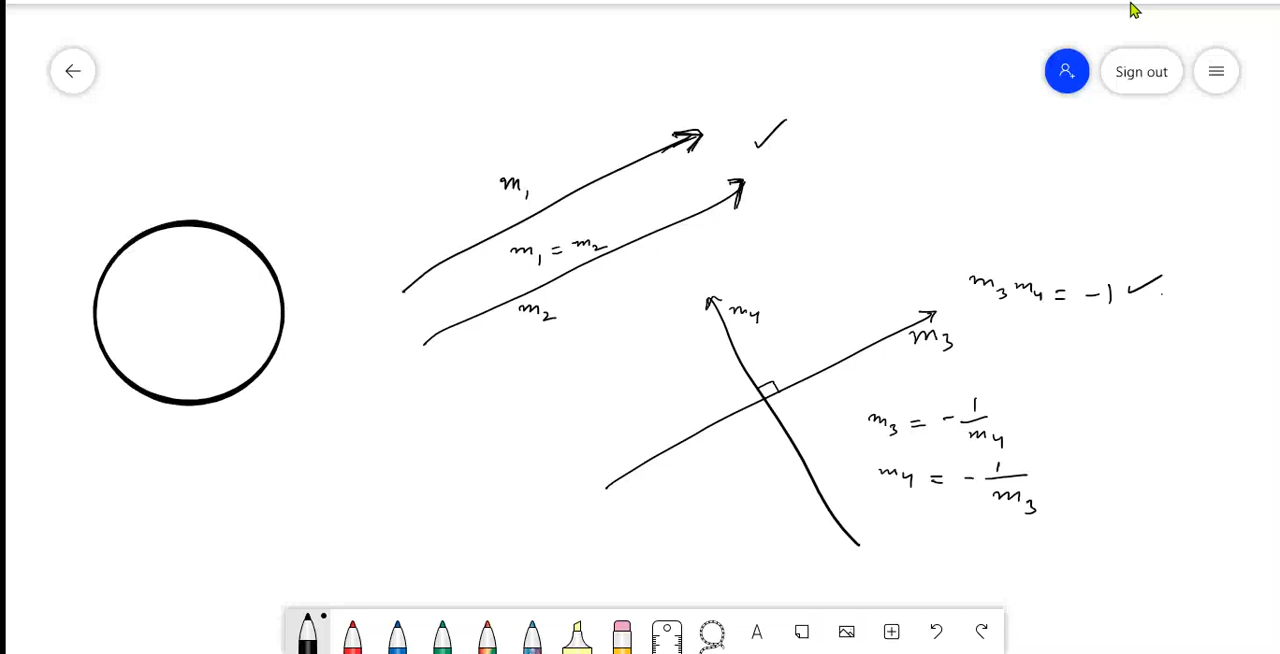 Sign out
m₁
m₁ = m₂
m₂
m₃ m₄ = -1
m₄
m₃
m₃ = - 1/m₄
m₄ = - 1/m₃
A